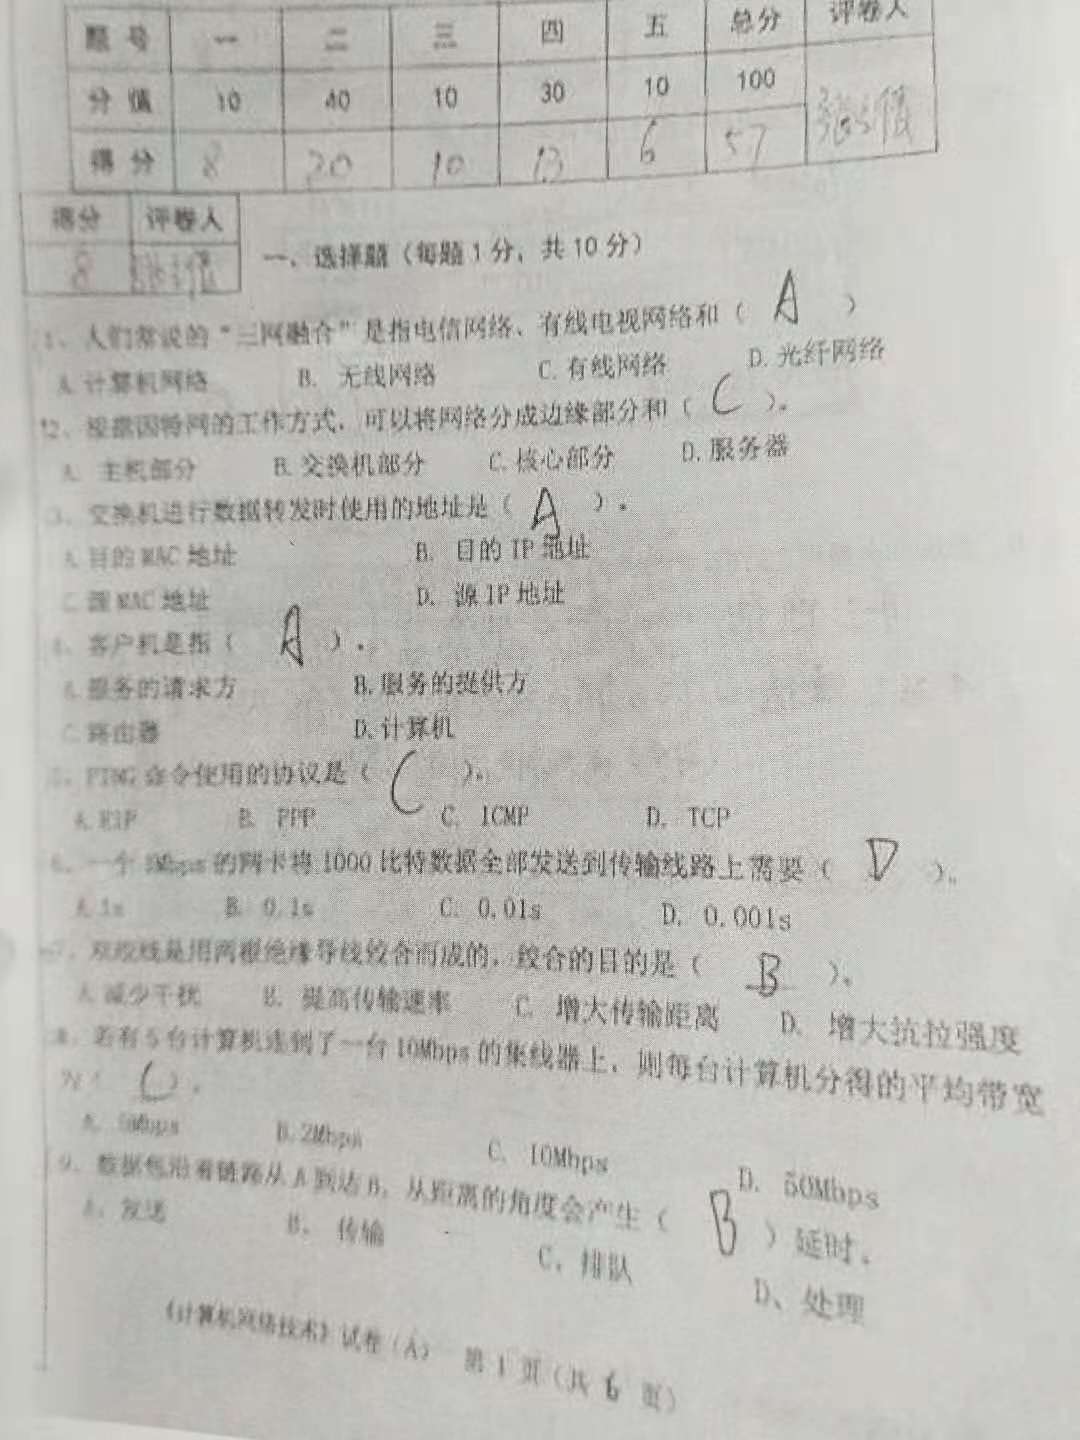 题 号 一 二 三 四 五 总分 评卷人
分 值 10 40 10 30 10 100
得 分 8 20 10 13 6 57
得分 评卷人
8
一、选择题（每题 1 分，共 10 分）
1、人们常说的“三网融合”是指电信网络、有线电视网络和（ A ）
A.计算机网络 B. 无线网络 C.有线网络 D.光纤网络
2、根据因特网的工作方式，可以将网络分成边缘部分和（ C ）。
A. 主机部分 B.交换机部分 C.核心部分 D.服务器
3、交换机进行数据转发时使用的地址是（ A ）。
A.目的 MAC 地址 B. 目的 IP 地址
C.源 MAC 地址 D. 源 IP 地址
4、客户机是指（ A ）。
A.服务的请求方 B.服务的提供方
C.路由器 D.计算机
5、PING 命令使用的协议是（ C ）。
A.RIP B. PPP C. ICMP D. TCP
6、一个 1Mbps 的网卡将 1000 比特数据全部发送到传输线路上需要（ D ）。
A.1s B. 0.1s C. 0.01s D. 0.001s
7、双绞线是用两根绝缘导线绞合而成的，绞合的目的是（ B ）。
A.减少干扰 B. 提高传输速率 C. 增大传输距离 D. 增大抗拉强度
8、若有 5 台计算机连到了一台 10Mbps 的集线器上，则每台计算机分得的平均带宽
为（ C ）。
A. Mbps B.2Mbps C. 10Mbps D. 50Mbps
9、数据包沿着链路从 A 到达 B，从距离的角度会产生（ B ）延时。
A、发送 B、传输 C、排队 D、处理
《计算机网络技术》试卷（A） 第 1 页（共 6 页）